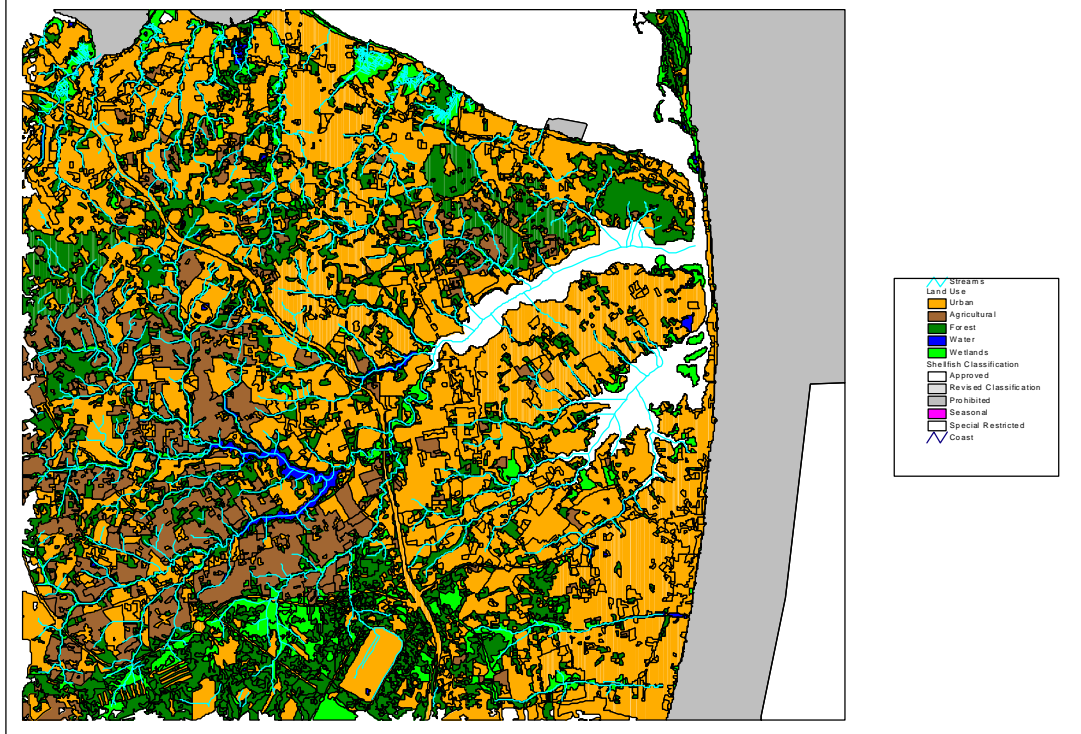 Streams
Land Use
Urban
Agricultural
Forest
Water
Wetlands
Shellfish Classification
Approved
Revised Classification
Prohibited
Seasonal
Special Restricted
Coast